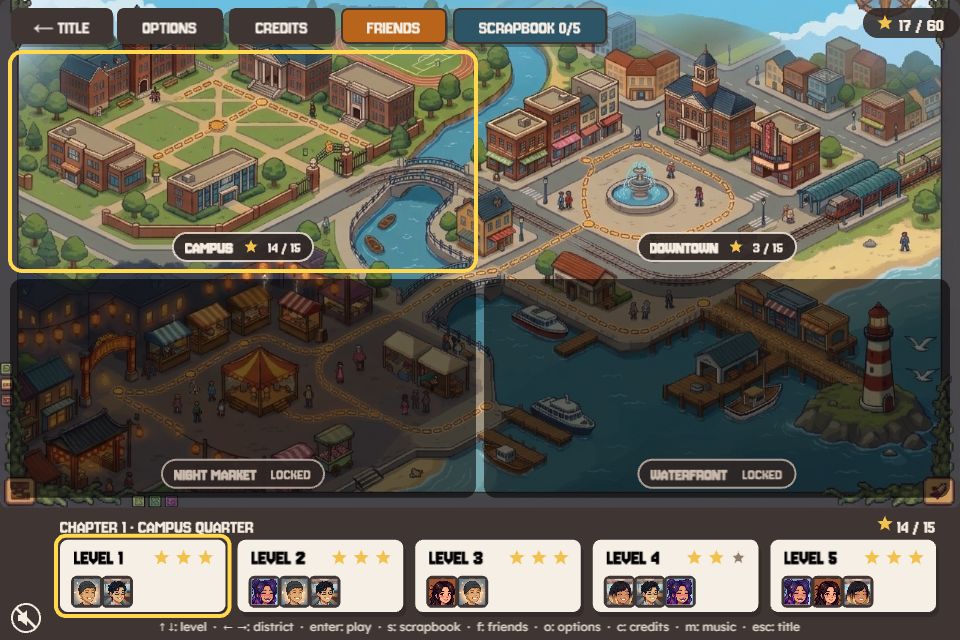 ← TITLE
OPTIONS
CREDITS
FRIENDS
SCRAPBOOK 0/5
17 / 60
CAMPUS 14 / 15
DOWNTOWN 3 / 15
NIGHT MARKET LOCKED
WATERFRONT LOCKED
CHAPTER 1 · CAMPUS QUARTER
14 / 15
LEVEL 1
LEVEL 2
LEVEL 3
LEVEL 4
LEVEL 5
↑ ↓: level · ← →: district · enter: play · s: scrapbook · f: friends · o: options · c: credits · m: music · esc: title